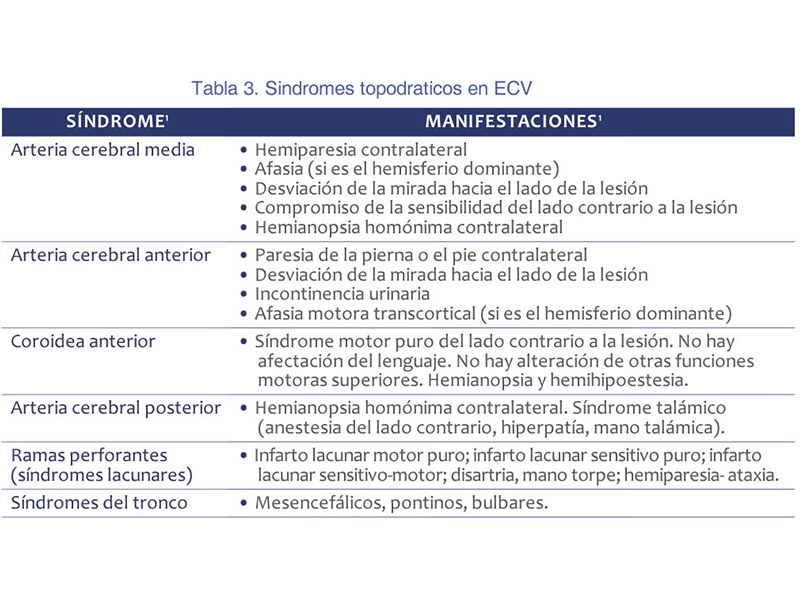 Tabla 3. Sindromes topodraticos en ECV
SÍNDROME¹ MANIFESTACIONES¹
Arteria cerebral media • Hemiparesia contralateral
• Afasia (si es el hemisferio dominante)
• Desviación de la mirada hacia el lado de la lesión
• Compromiso de la sensibilidad del lado contrario a la lesión
• Hemianopsia homónima contralateral
Arteria cerebral anterior • Paresia de la pierna o el pie contralateral
• Desviación de la mirada hacia el lado de la lesión
• Incontinencia urinaria
• Afasia motora transcortical (si es el hemisferio dominante)
Coroidea anterior • Síndrome motor puro del lado contrario a la lesión. No hay
afectación del lenguaje. No hay alteración de otras funciones
motoras superiores. Hemianopsia y hemihipoestesia.
Arteria cerebral posterior • Hemianopsia homónima contralateral. Síndrome talámico
(anestesia del lado contrario, hiperpatía, mano talámica).
Ramas perforantes • Infarto lacunar motor puro; infarto lacunar sensitivo puro; infarto
(síndromes lacunares) lacunar sensitivo-motor; disartria, mano torpe; hemiparesia- ataxia.
Síndromes del tronco • Mesencefálicos, pontinos, bulbares.